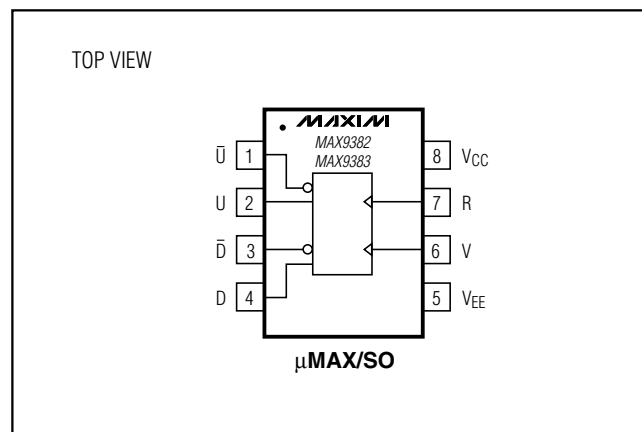 TOP VIEW
MAXIM
MAX9382
MAX9383
Ū 1
U 2
D̄ 3
D 4
8 VCC
7 R
6 V
5 VEE
µMAX/SO